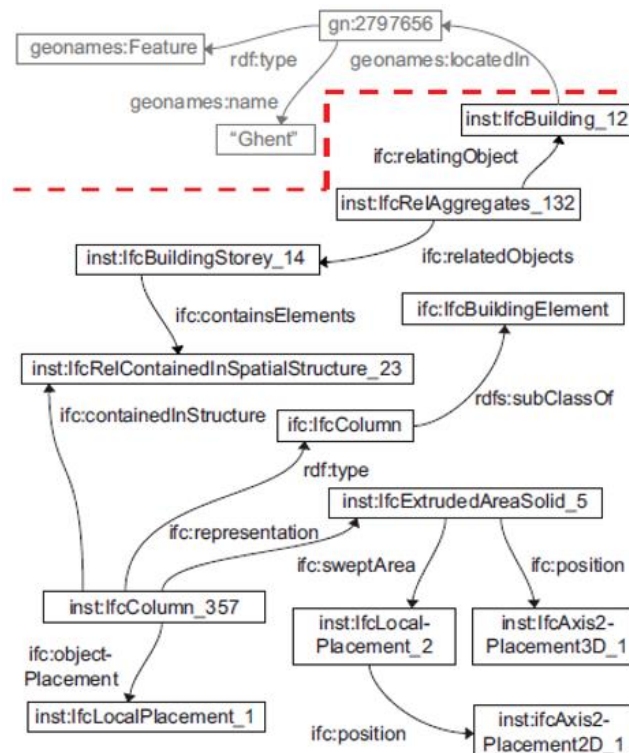 gn:2797656
geonames:Feature
rdf:type
geonames:locatedIn
geonames:name
"Ghent"
inst:IfcBuilding_12
ifc:relatingObject
inst:IfcRelAggregates_132
inst:IfcBuildingStorey_14
ifc:relatedObjects
ifc:containsElements
ifc:IfcBuildingElement
inst:IfcRelContainedInSpatialStructure_23
ifc:containedInStructure
rdfs:subClassOf
ifc:IfcColumn
rdf:type
inst:IfcExtrudedAreaSolid_5
ifc:representation
ifc:sweptArea
ifc:position
inst:IfcColumn_357
inst:IfcLocal-
Placement_2
inst:IfcAxis2-
Placement3D_1
ifc:object-
Placement
inst:IfcLocalPlacement_1
ifc:position
inst:ifcAxis2-
Placement2D_1